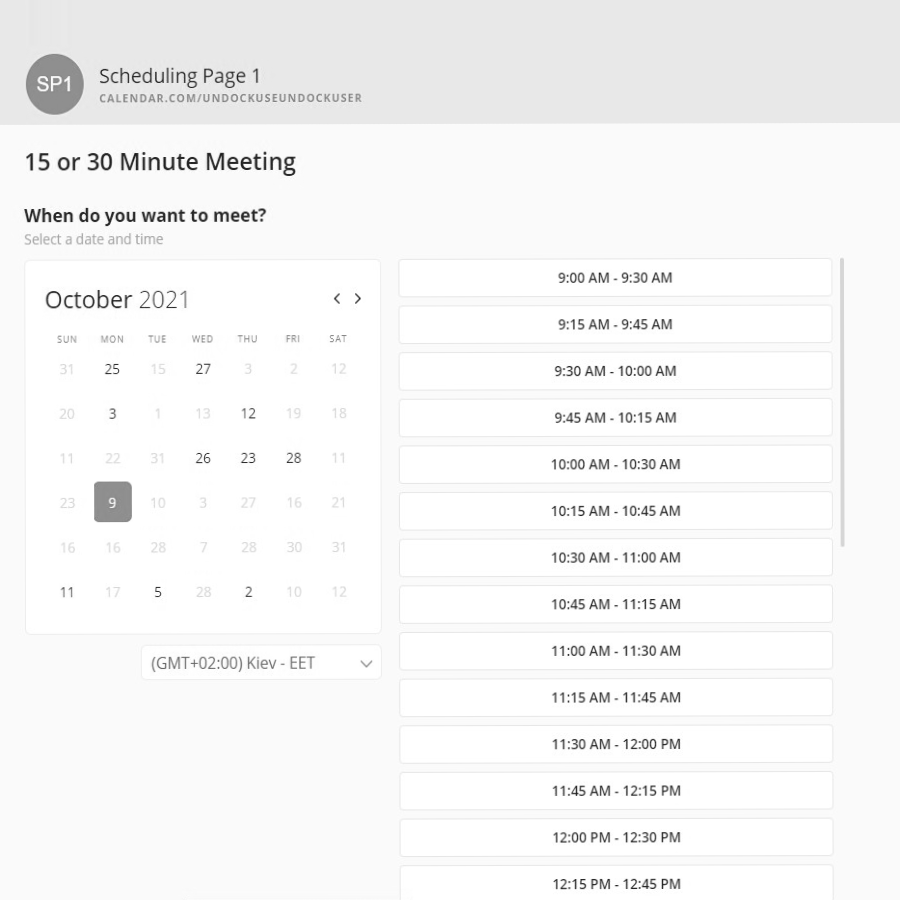 SP1
Scheduling Page 1
CALENDAR.COM/UNDOCKUSEUNDOCKUSER
15 or 30 Minute Meeting
When do you want to meet?
Select a date and time
October 2021
SUN MON TUE WED THU FRI SAT
31 25 15 27 3 2 12
20 3 1 13 12 19 18
11 22 31 26 23 28 11
23 9 10 3 27 16 21
16 16 28 7 28 30 31
11 17 5 28 2 10 12
(GMT+02:00) Kiev - EET
9:00 AM - 9:30 AM
9:15 AM - 9:45 AM
9:30 AM - 10:00 AM
9:45 AM - 10:15 AM
10:00 AM - 10:30 AM
10:15 AM - 10:45 AM
10:30 AM - 11:00 AM
10:45 AM - 11:15 AM
11:00 AM - 11:30 AM
11:15 AM - 11:45 AM
11:30 AM - 12:00 PM
11:45 AM - 12:15 PM
12:00 PM - 12:30 PM
12:15 PM - 12:45 PM